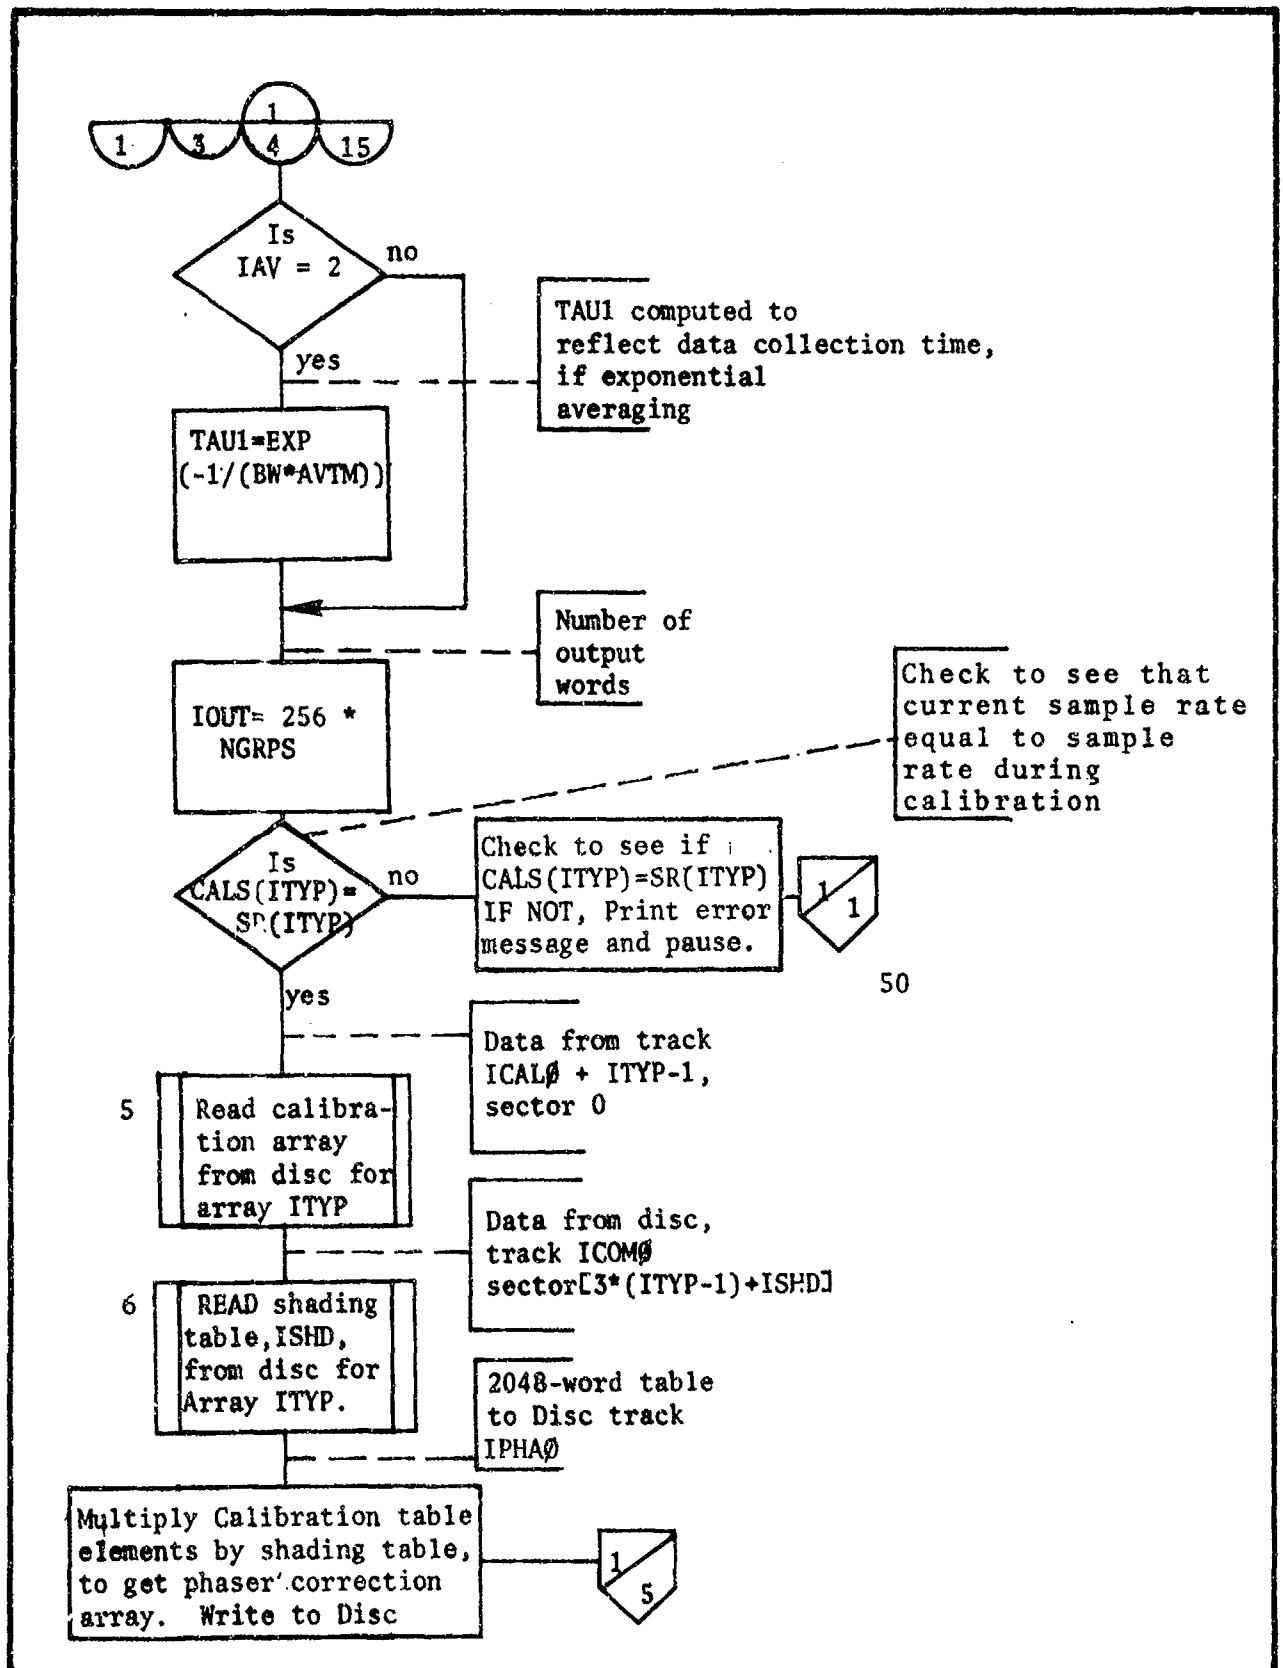 1
1 3 4 15
Is
IAV = 2
no
yes
TAU1 computed to
reflect data collection time,
if exponential
averaging
TAU1=EXP
(-1/(BW*AVTM))
Number of
output
words
IOUT= 256 *
NGRPS
Check to see that
current sample rate
equal to sample
rate during
calibration
Is
CALS(ITYP)=
SR(ITYP)
no
Check to see if
CALS(ITYP)=SR(ITYP)
IF NOT, Print error
message and pause.
1
1
50
yes
Data from track
ICALØ + ITYP-1,
sector 0
5
Read calibra-
tion array
from disc for
array ITYP
Data from disc,
track ICOMØ
sector[3*(ITYP-1)+ISHD]
6
READ shading
table,ISHD,
from disc for
Array ITYP.
2048-word table
to Disc track
IPHAØ
Multiply Calibration table
elements by shading table,
to get phaser correction
array. Write to Disc
1
5